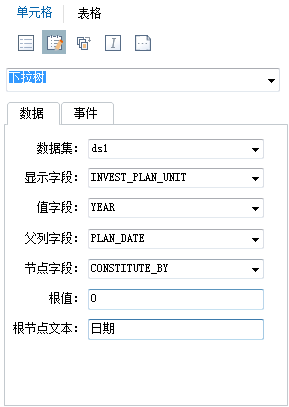 单元格 表格
下拉树
数据 事件
数据集: ds1
显示字段: INVEST_PLAN_UNIT
值字段: YEAR
父列字段: PLAN_DATE
节点字段: CONSTITUTE_BY
根值: 0
根节点文本: 日期